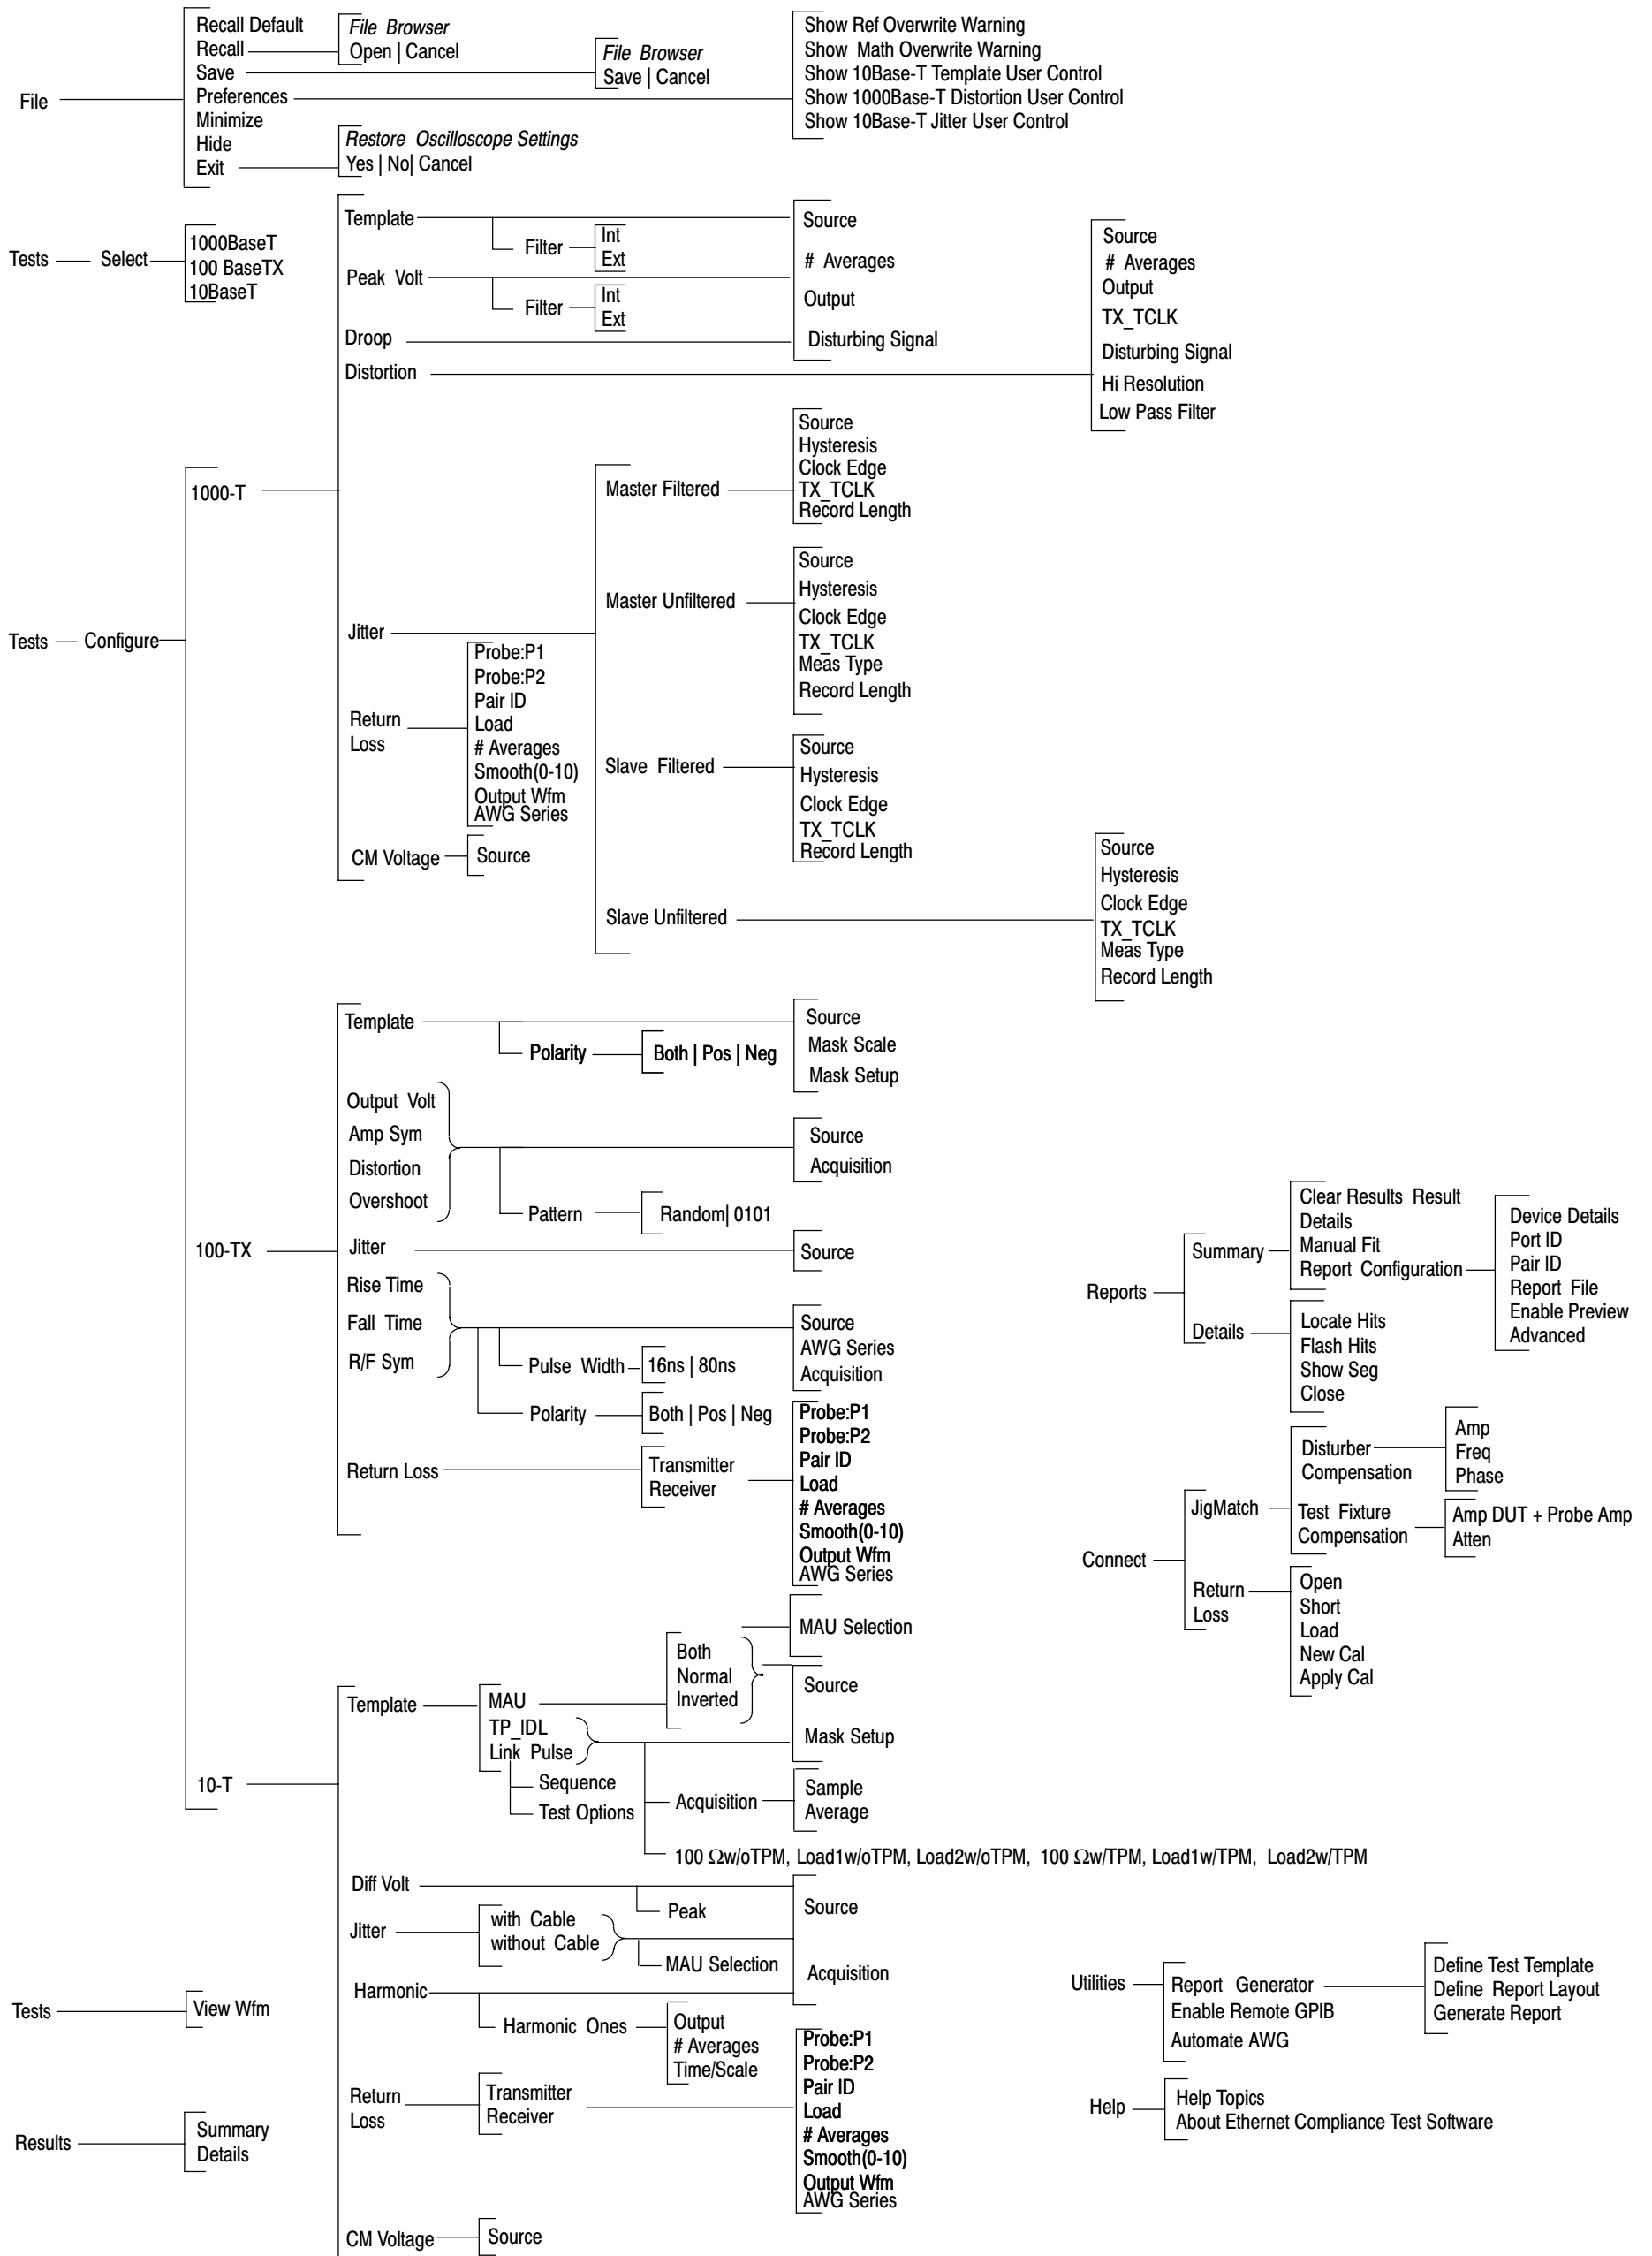 File
Recall Default
Recall
Save
Preferences
Minimize
Hide
Exit
File Browser
Open | Cancel
File Browser
Save | Cancel
Restore Oscilloscope Settings
Yes | No| Cancel
Show Ref Overwrite Warning
Show Math Overwrite Warning
Show 10Base-T Template User Control
Show 1000Base-T Distortion User Control
Show 10Base-T Jitter User Control
Tests
Select
1000BaseT
100 BaseTX
10BaseT
Tests
Configure
1000-T
Template
Filter
Int
Ext
Peak Volt
Filter
Int
Ext
Droop
Distortion
Source
# Averages
Output
Disturbing Signal
Source
# Averages
Output
TX_TCLK
Disturbing Signal
Hi Resolution
Low Pass Filter
Jitter
Master Filtered
Source
Hysteresis
Clock Edge
TX_TCLK
Record Length
Master Unfiltered
Source
Hysteresis
Clock Edge
TX_TCLK
Meas Type
Record Length
Slave Filtered
Source
Hysteresis
Clock Edge
TX_TCLK
Record Length
Slave Unfiltered
Source
Hysteresis
Clock Edge
TX_TCLK
Meas Type
Record Length
Return
Loss
Probe:P1
Probe:P2
Pair ID
Load
# Averages
Smooth(0-10)
Output Wfm
AWG Series
CM Voltage
Source
100-TX
Template
Polarity
Both | Pos | Neg
Source
Mask Scale
Mask Setup
Output Volt
Amp Sym
Distortion
Overshoot
Pattern
Random| 0101
Source
Acquisition
Jitter
Source
Rise Time
Fall Time
R/F Sym
Pulse Width
16ns | 80ns
Polarity
Both | Pos | Neg
Source
AWG Series
Acquisition
Return Loss
Transmitter
Receiver
Probe:P1
Probe:P2
Pair ID
Load
# Averages
Smooth(0-10)
Output Wfm
AWG Series
10-T
Template
MAU
TP_IDL
Link Pulse
Sequence
Test Options
Both
Normal
Inverted
MAU Selection
Source
Mask Setup
Acquisition
Sample
Average
100 Ωw/oTPM, Load1w/oTPM, Load2w/oTPM, 100 Ωw/TPM, Load1w/TPM, Load2w/TPM
Diff Volt
Peak
Jitter
with Cable
without Cable
MAU Selection
Source
Acquisition
Harmonic
Harmonic Ones
Output
# Averages
Time/Scale
Return
Loss
Transmitter
Receiver
Probe:P1
Probe:P2
Pair ID
Load
# Averages
Smooth(0-10)
Output Wfm
AWG Series
CM Voltage
Source
Tests
View Wfm
Results
Summary
Details
Reports
Summary
Clear Results Result
Details
Manual Fit
Report Configuration
Device Details
Port ID
Pair ID
Report File
Enable Preview
Advanced
Details
Locate Hits
Flash Hits
Show Seg
Close
Connect
JigMatch
Disturber
Compensation
Amp
Freq
Phase
Test Fixture
Compensation
Amp DUT + Probe Amp
Atten
Return
Loss
Open
Short
Load
New Cal
Apply Cal
Utilities
Report Generator
Enable Remote GPIB
Automate AWG
Define Test Template
Define Report Layout
Generate Report
Help
Help Topics
About Ethernet Compliance Test Software